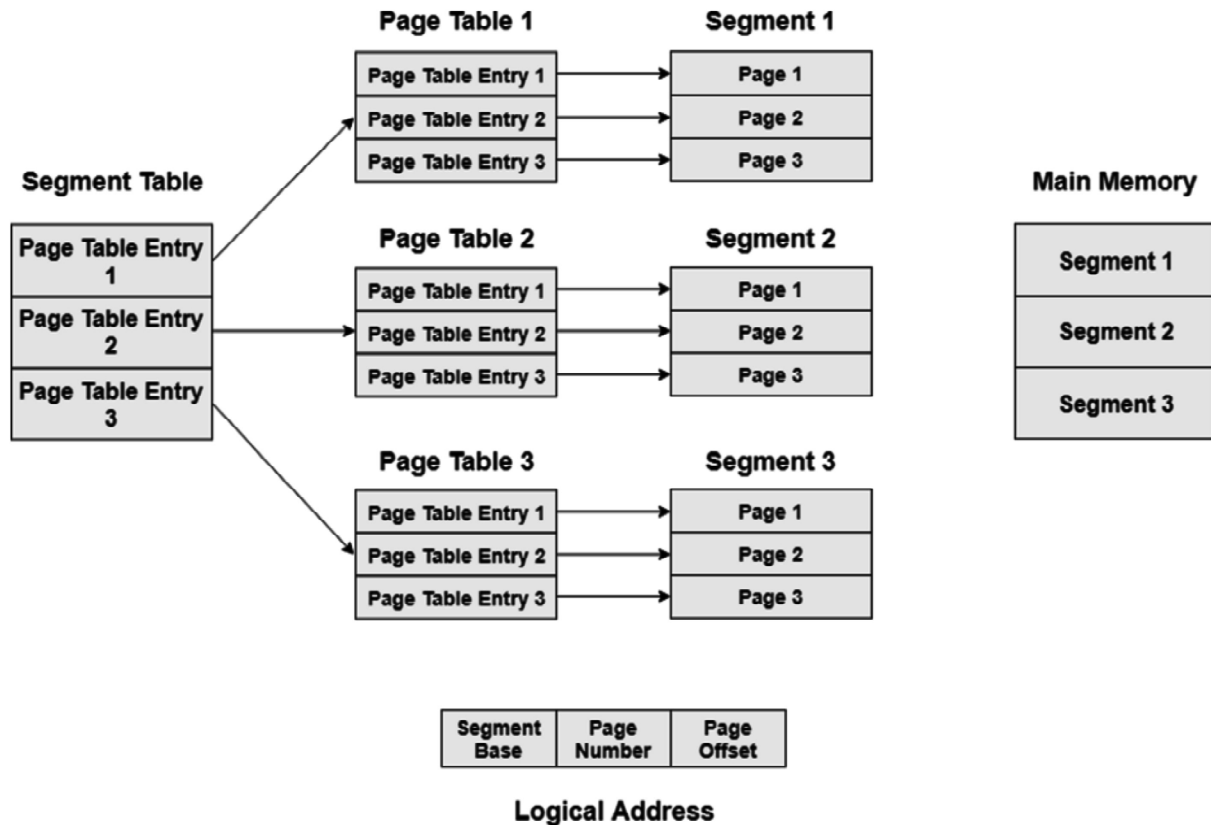 Page Table 1
Segment 1
Page Table Entry 1
Page 1
Page Table Entry 2
Page 2
Page Table Entry 3
Page 3
Segment Table
Page Table Entry
1
Page Table Entry
2
Page Table Entry
3
Page Table 2
Segment 2
Page Table Entry 1
Page 1
Page Table Entry 2
Page 2
Page Table Entry 3
Page 3
Main Memory
Segment 1
Segment 2
Segment 3
Page Table 3
Segment 3
Page Table Entry 1
Page 1
Page Table Entry 2
Page 2
Page Table Entry 3
Page 3
Segment
Base
Page
Number
Page
Offset
Logical Address